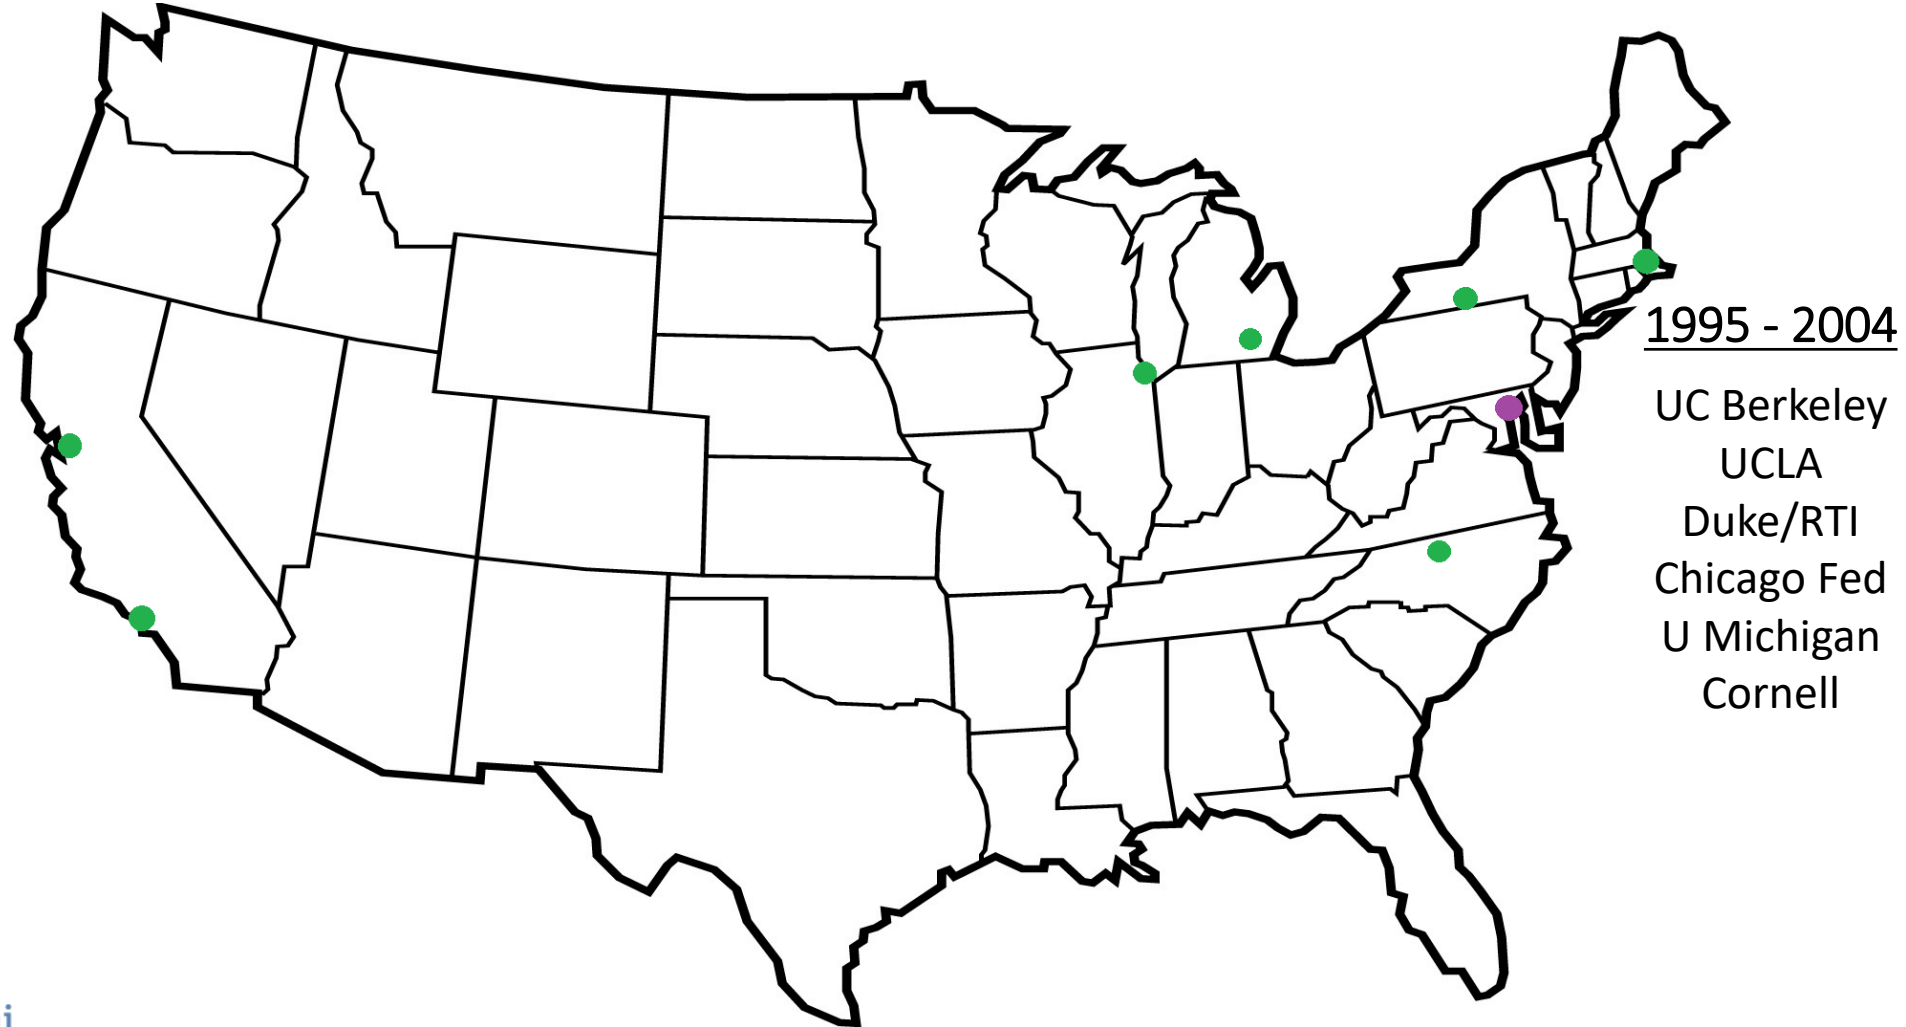 1995 - 2004
UC Berkeley
UCLA
Duke/RTI
Chicago Fed
U Michigan
Cornell
i